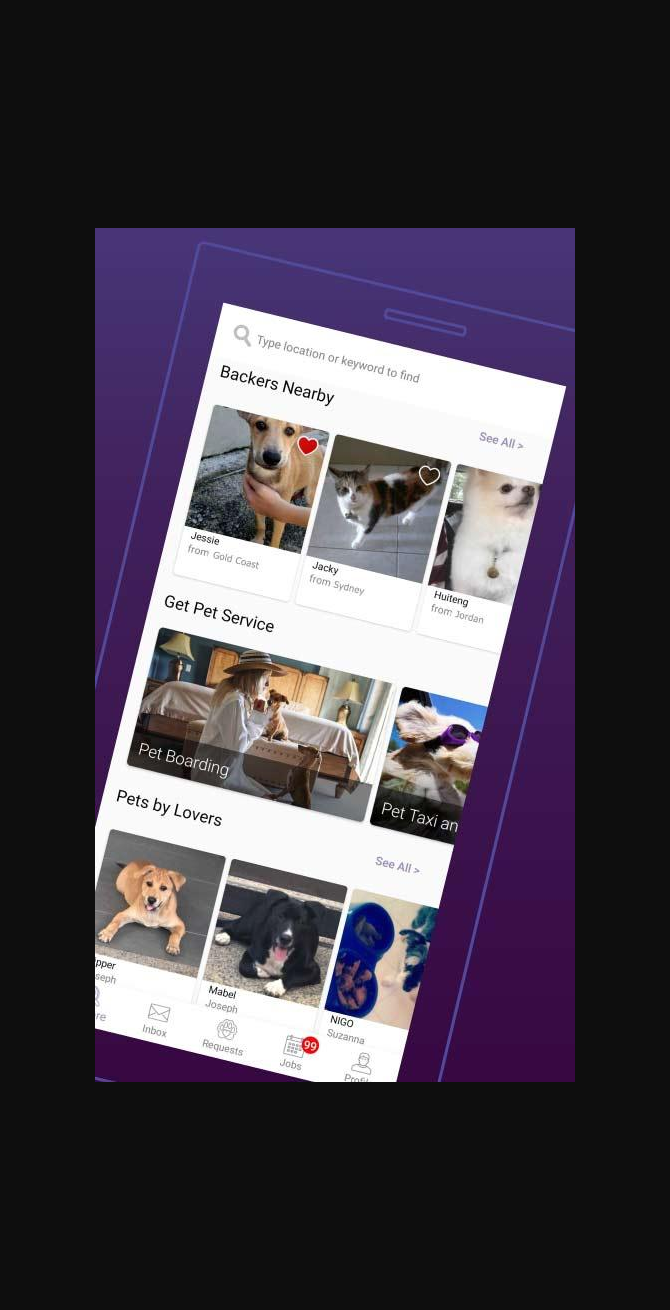 Type location or keyword to find
Backers Nearby
See All >
Jessie
from Gold Coast
Jacky
from Sydney
Huiteng
from Jordan
Get Pet Service
Pet Boarding
Pet Taxi an
Pets by Lovers
See All >
pper
seph
Mabel
Joseph
NIGO
Suzanna
re
Inbox
Requests
99
Jobs
Profil